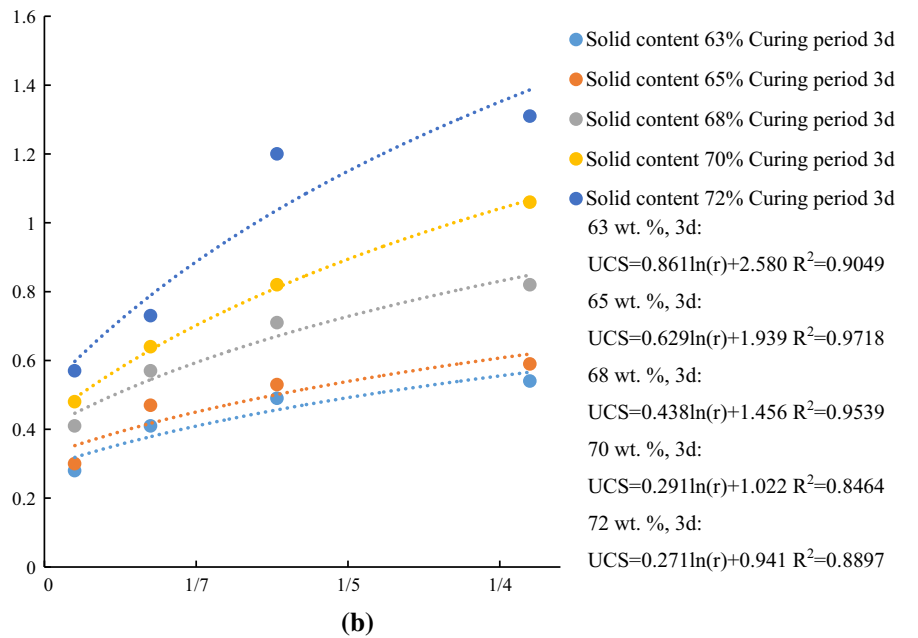 1.6
1.4
1.2
1
0.8
0.6
0.4
0.2
0
0 1/7 1/5 1/4
Solid content 63% Curing period 3d
Solid content 65% Curing period 3d
Solid content 68% Curing period 3d
Solid content 70% Curing period 3d
Solid content 72% Curing period 3d
63 wt. %, 3d:
UCS=0.861ln(r)+2.580 R²=0.9049
65 wt. %, 3d:
UCS=0.629ln(r)+1.939 R²=0.9718
68 wt. %, 3d:
UCS=0.438ln(r)+1.456 R²=0.9539
70 wt. %, 3d:
UCS=0.291ln(r)+1.022 R²=0.8464
72 wt. %, 3d:
UCS=0.271ln(r)+0.941 R²=0.8897
(b)